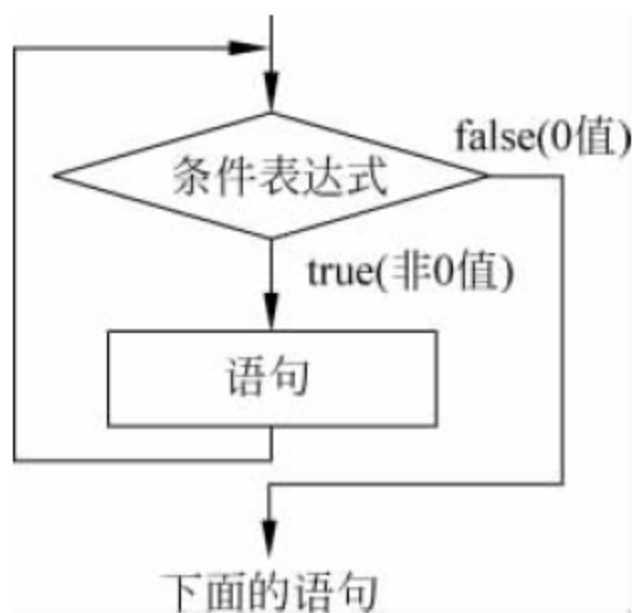 false(0值)
条件表达式
true(非0值)
语句
下面的语句